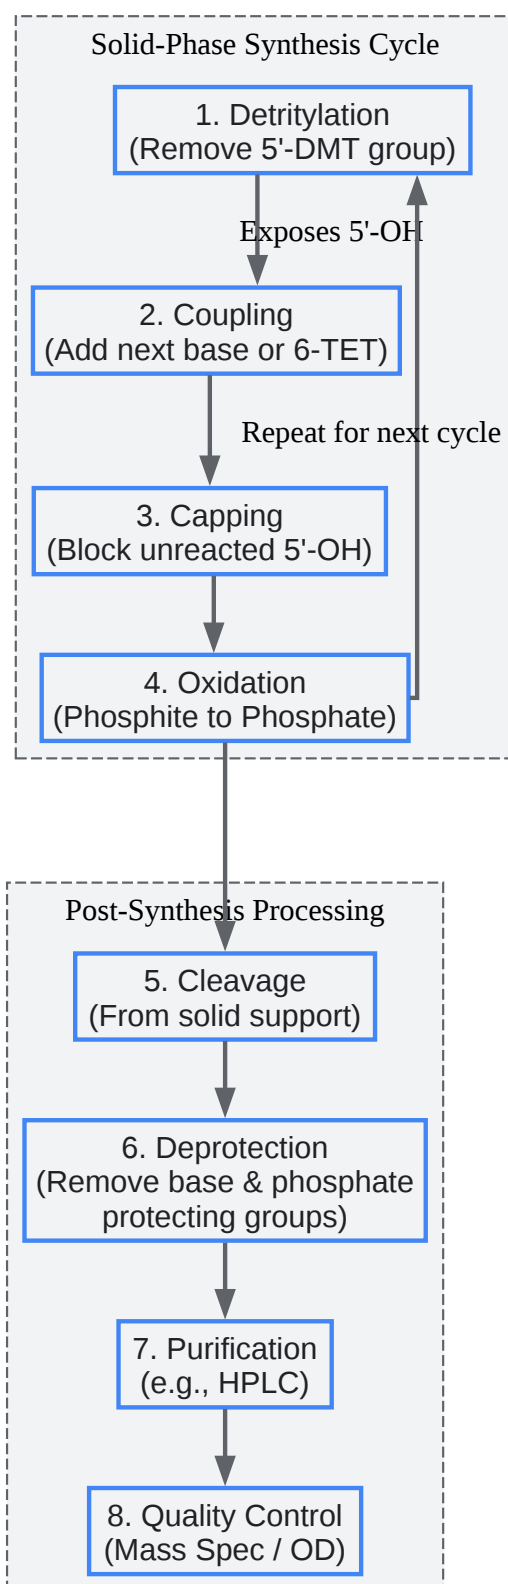 Solid-Phase Synthesis Cycle
1. Detritylation
(Remove 5'-DMT group)
Exposes 5'-OH
2. Coupling
(Add next base or 6-TET)
Repeat for next cycle
3. Capping
(Block unreacted 5'-OH)
4. Oxidation
(Phosphite to Phosphate)
Post-Synthesis Processing
5. Cleavage
(From solid support)
6. Deprotection
(Remove base & phosphate
protecting groups)
7. Purification
(e.g., HPLC)
8. Quality Control
(Mass Spec / OD)